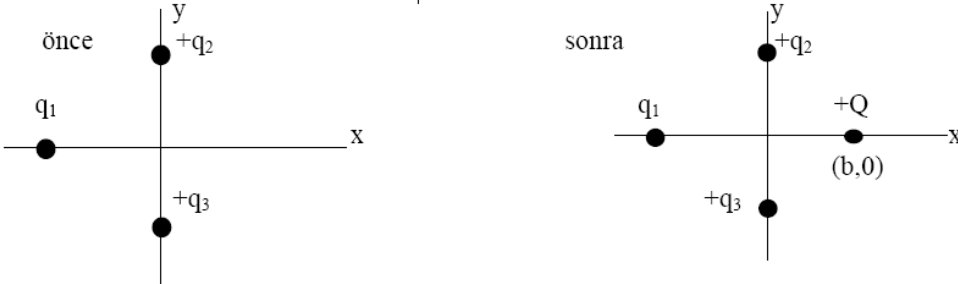 y
önce
+q₂
q₁
x
+q₃
y
sonra
+q₂
q₁
+Q
x
(b,0)
+q₃